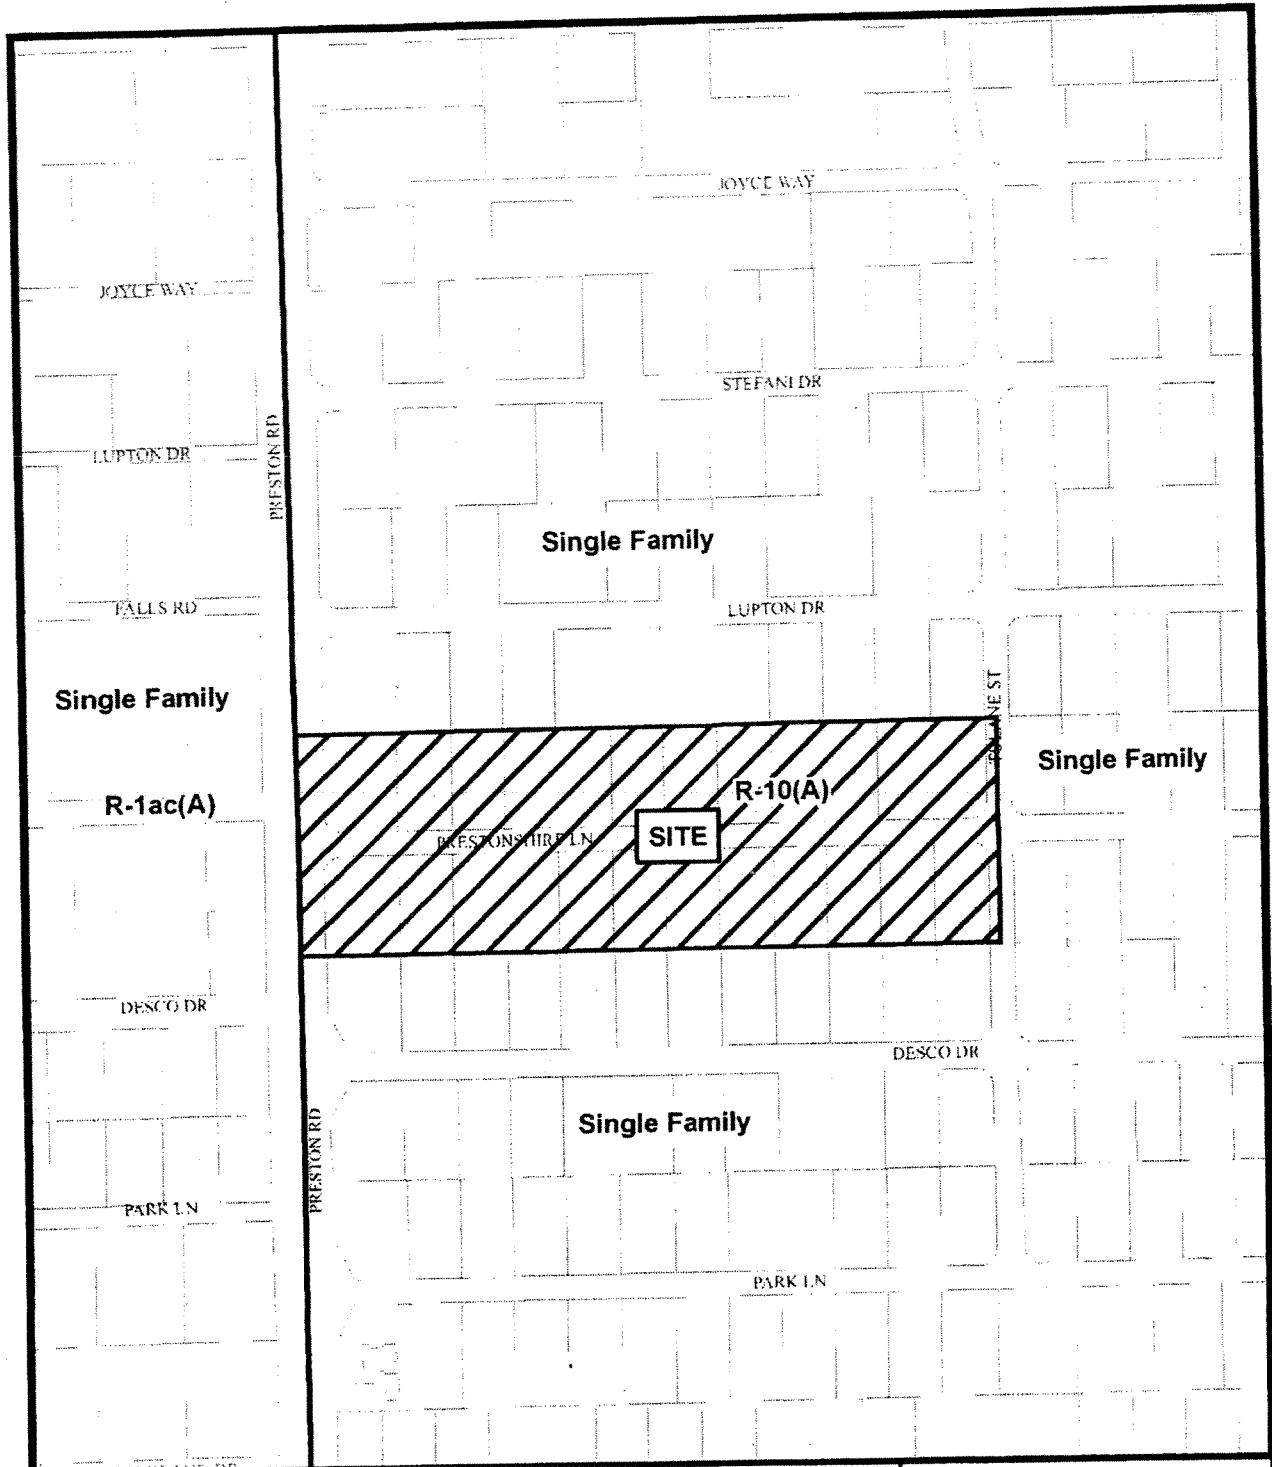 JOYCE WAY
JOYCE WAY
STEFANI DR
PRESTON RD
LUPTON DR
Single Family
FALLS RD
LUPTON DR
Single Family
Single Family
R-10(A)
R-1ac(A)
PRESTONSHIRE LN
SITE
DESCO DR
DESCO DR
PRESTON RD
Single Family
PARK LN
PARK LN